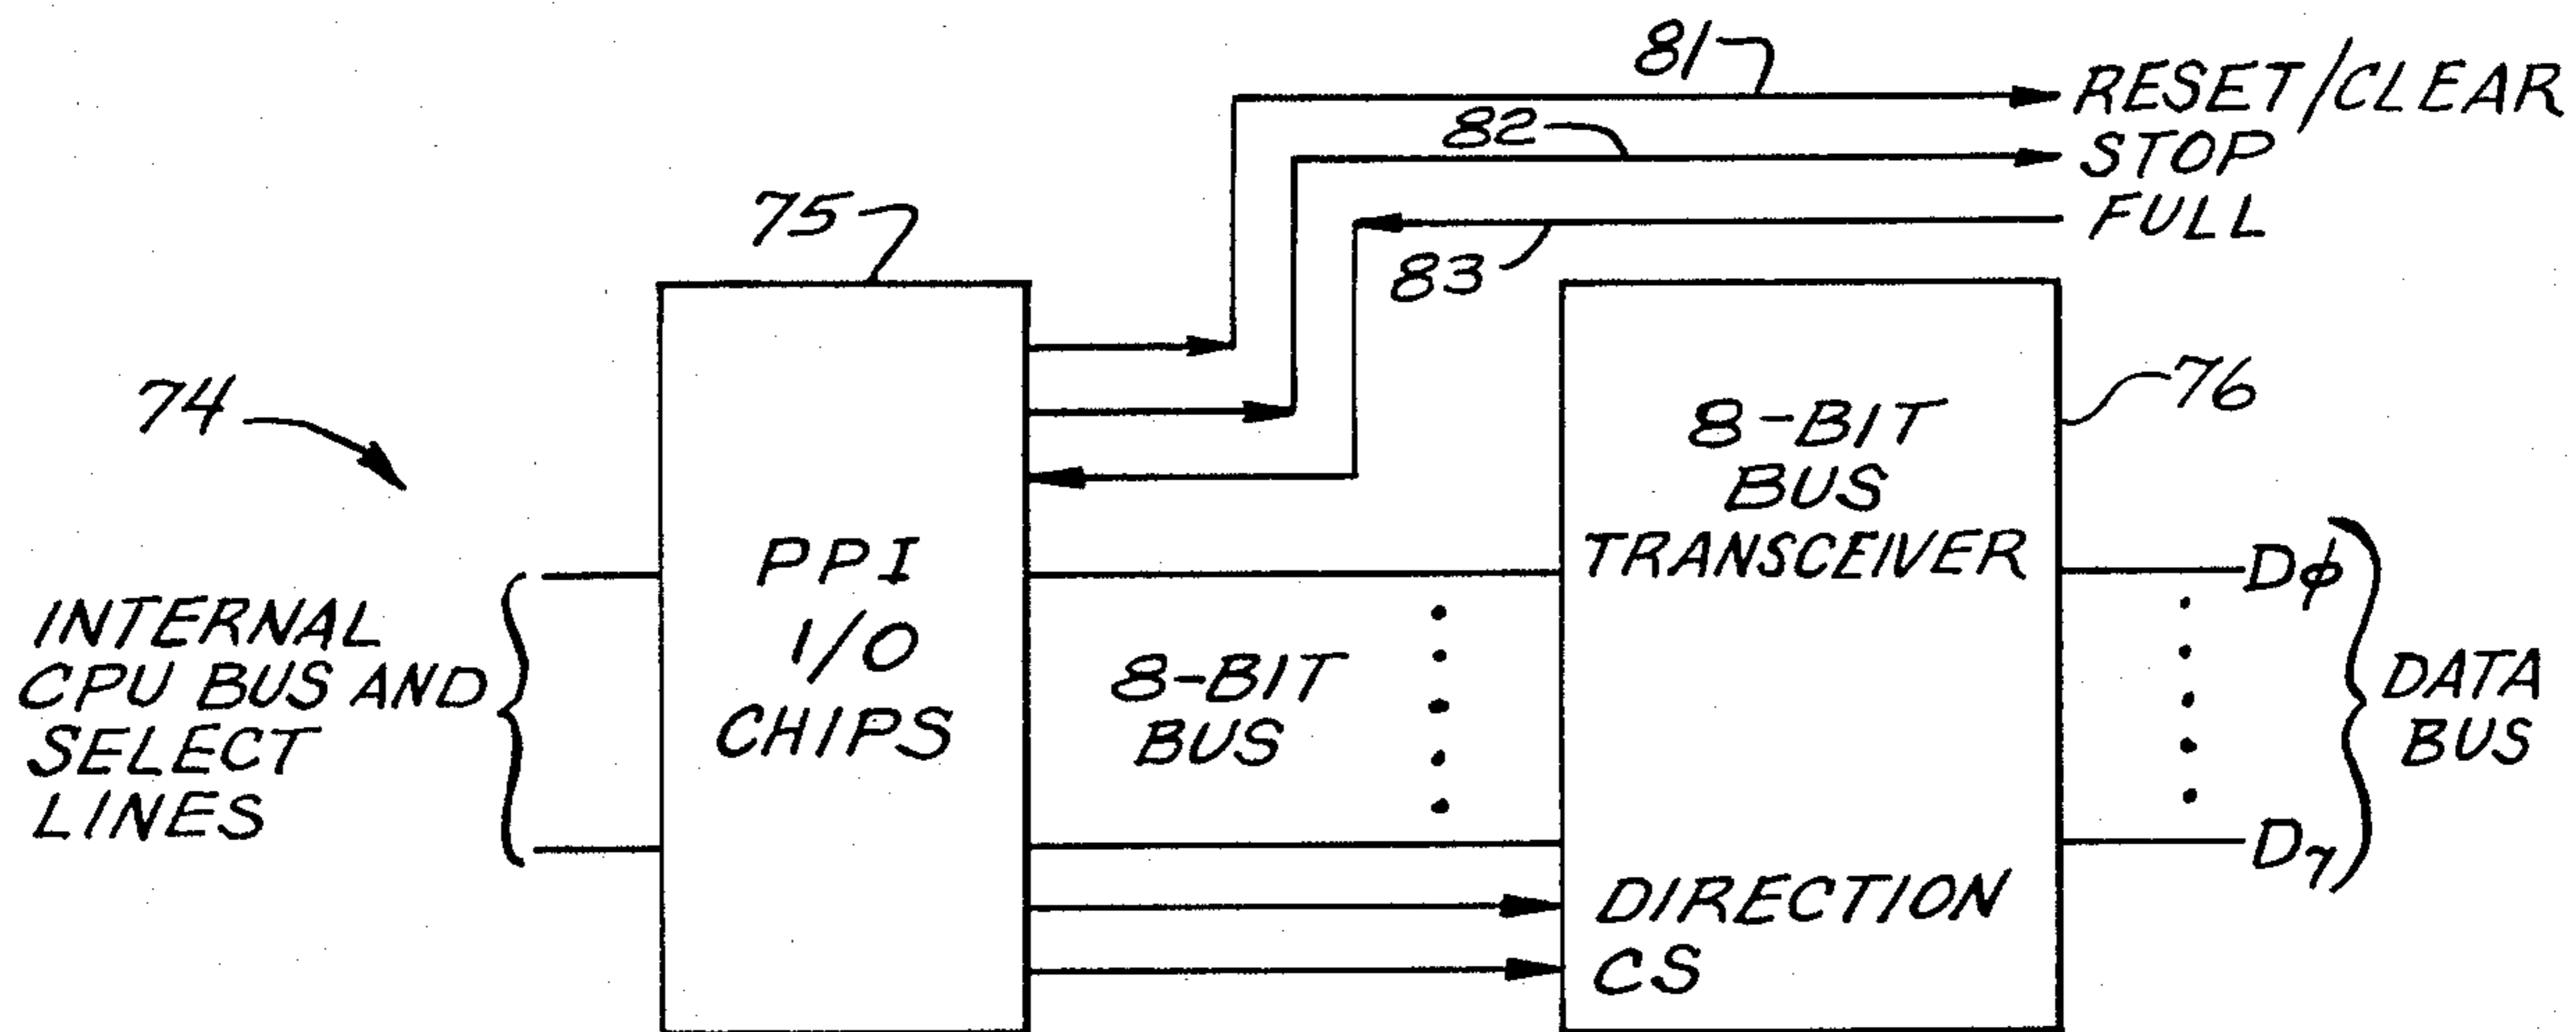 81
RESET/CLEAR
82
STOP
75
FULL
83
74
76
8-BIT
BUS
TRANSCEIVER
PPI
I/O
CHIPS
INTERNAL
CPU BUS AND
SELECT
LINES
8-BIT
BUS
Dϕ
D7
DATA
BUS
DIRECTION
CS